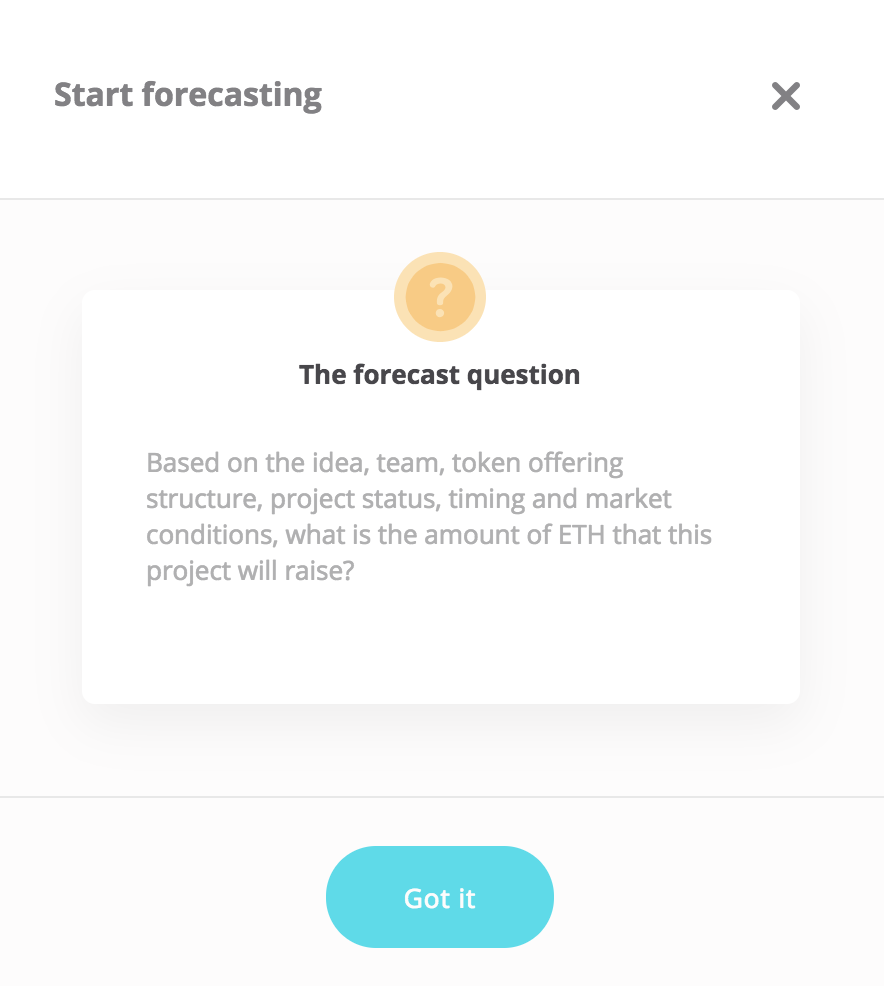 Start forecasting
?
The forecast question
Based on the idea, team, token offering
structure, project status, timing and market
conditions, what is the amount of ETH that this
project will raise?
Got it